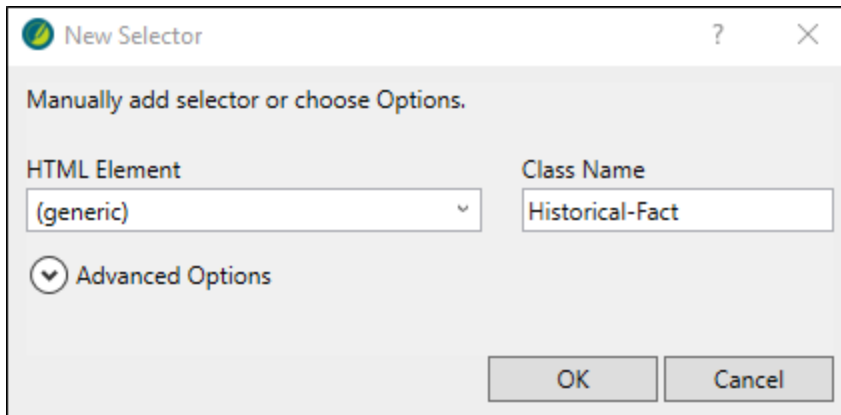 New Selector
?
Manually add selector or choose Options.
HTML Element
Class Name
(generic)
Historical-Fact
Advanced Options
OK
Cancel